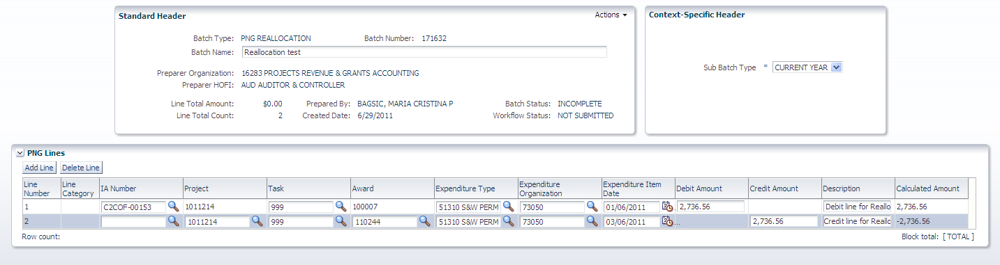 Standard Header Actions
Batch Type: PNG REALLOCATION Batch Number: 171632
Batch Name: Reallocation test
Preparer Organization: 16283 PROJECTS REVENUE & GRANTS ACCOUNTING
Preparer HOFI: AUD AUDITOR & CONTROLLER
Line Total Amount: $0.00 Prepared By: BAGSIC, MARIA CRISTINA P Batch Status: INCOMPLETE
Line Total Count: 2 Created Date: 6/29/2011 Workflow Status: NOT SUBMITTED
Context-Specific Header
Sub Batch Type * CURRENT YEAR
PNG Lines
Add Line Delete Line
Line Number Line Category IA Number Project Task Award Expenditure Type Expenditure Organization Expenditure Item Date Debit Amount Credit Amount Description Calculated Amount
1 C2COF-00153 1011214 999 100007 51310 S&W PERM 73050 01/06/2011 2,736.56 Debit line for Reallo 2,736.56
2 1011214 999 110244 51310 S&W PERM 73050 03/06/2011 ... 2,736.56 Credit line for Reallc -2,736.56
Row count: Block total: [ TOTAL ]